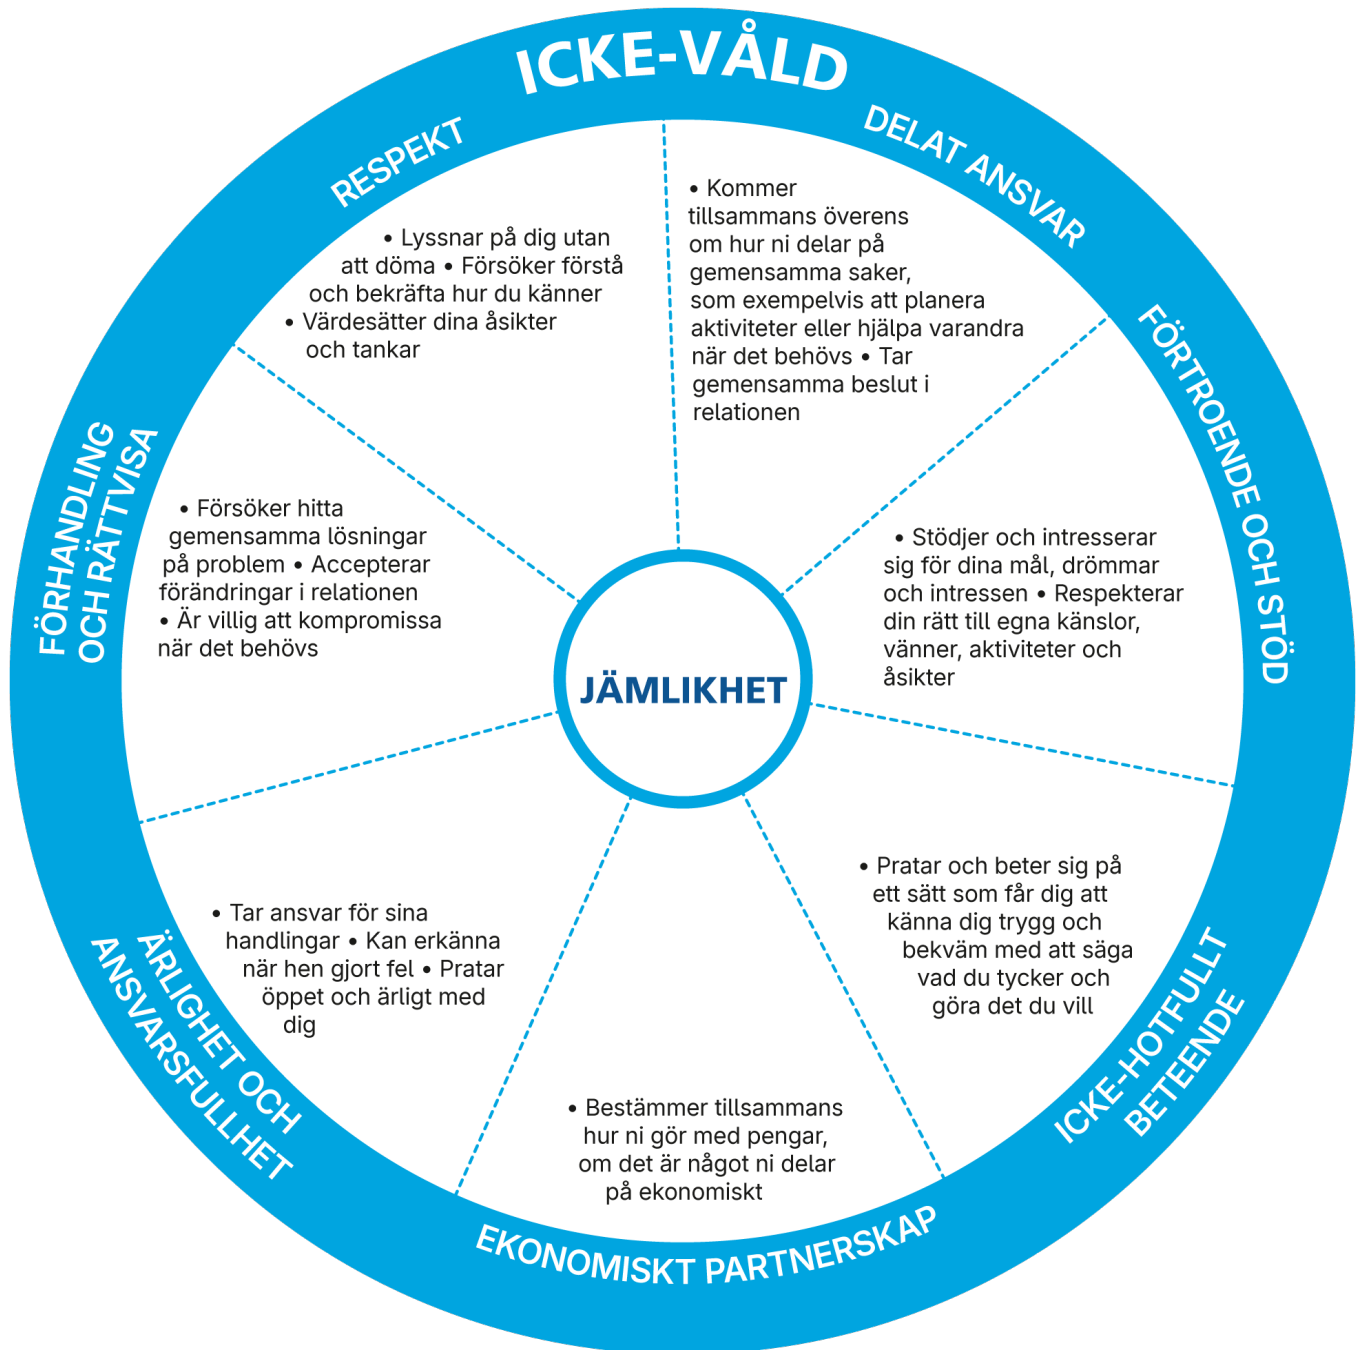 ICKE-VÅLD
RESPEKT
• Lyssnar på dig utan
att döma • Försöker förstå
och bekräfta hur du känner
• Värdesätter dina åsikter
och tankar
DELAT ANSVAR
• Kommer
tillsammans överens
om hur ni delar på
gemensamma saker,
som exempelvis att planera
aktiviteter eller hjälpa varandra
när det behövs • Tar
gemensamma beslut i
relationen
FÖRTROENDE OCH STÖD
• Stödjer och intresserar
sig för dina mål, drömmar
och intressen • Respekterar
din rätt till egna känslor,
vänner, aktiviteter och
åsikter
ICKE-HOTFULLT
BETEENDE
• Pratar och beter sig på
ett sätt som får dig att
känna dig trygg och
bekväm med att säga
vad du tycker och
göra det du vill
EKONOMISKT PARTNERSKAP
• Bestämmer tillsammans
hur ni gör med pengar,
om det är något ni delar
på ekonomiskt
ÄRLIGHET OCH
ANSVARSFULLHET
• Tar ansvar för sina
handlingar • Kan erkänna
när hen gjort fel • Pratar
öppet och ärligt med
dig
FÖRHANDLING
OCH RÄTTVISA
• Försöker hitta
gemensamma lösningar
på problem • Accepterar
förändringar i relationen
• Är villig att kompromissa
när det behövs
JÄMLIKHET